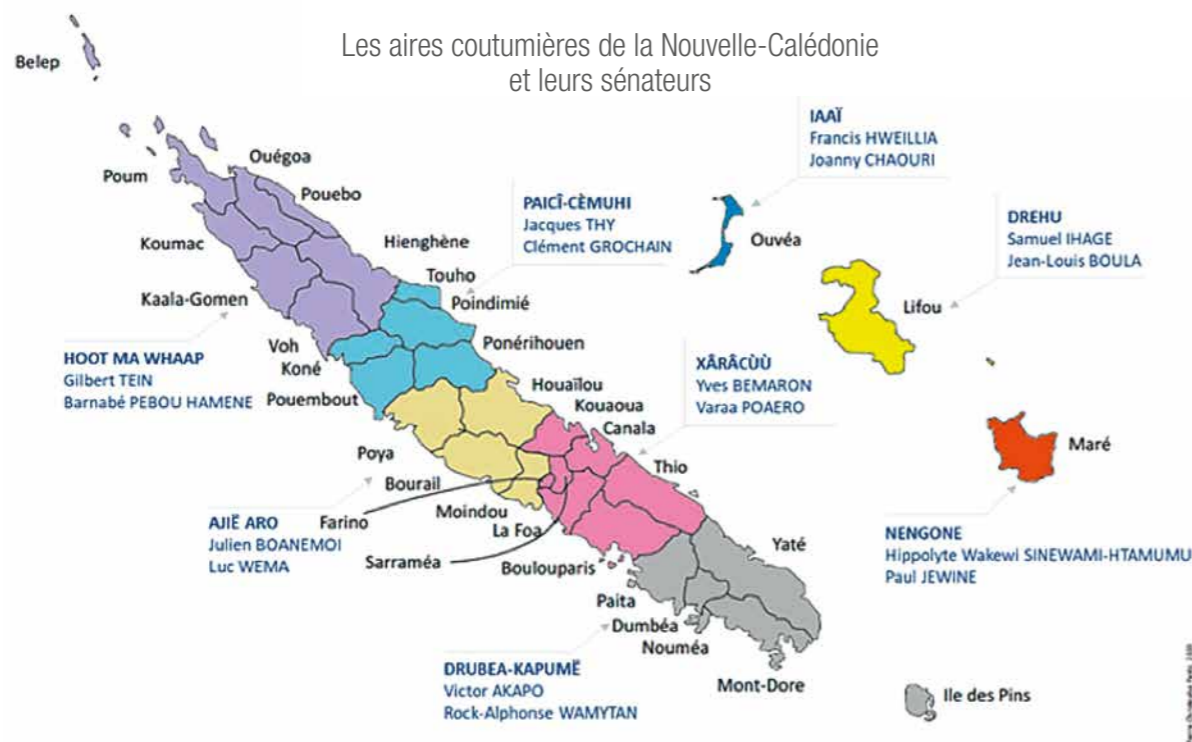 Les aires coutumières de la Nouvelle-Calédonie
et leurs sénateurs
Belep
Poum
Ouégoa
Pouebo
Koumac
Hienghène
Kaala-Gomen
Touho
Poindimié
Voh
Koné
Ponérihouen
Pouembout
Houaïlou
Kouaoua
Canala
Poya
Thio
Bourail
Farino
Moindou
La Foa
Sarraméa
Boulouparis
Yaté
Paita
Dumbéa
Nouméa
Mont-Dore
Ile des Pins
Ouvéa
Lifou
Maré
HOOT MA WHAAP
Gilbert TEIN
Barnabé PEBOU HAMENE
PAICÎ-CÈMUHI
Jacques THY
Clément GROCHAIN
IAAÏ
Francis HWEILLIA
Joanny CHAOURI
DREHU
Samuel IHAGE
Jean-Louis BOULA
XÂRÂCÙÙ
Yves BEMARON
Varaa POAERO
AJIË ARO
Julien BOANEMOI
Luc WEMA
NENGONE
Hippolyte Wakewi SINEWAMI-HTAMUMU
Paul JEWINE
DRUBEA-KAPUMË
Victor AKAPO
Rock-Alphonse WAMYTAN